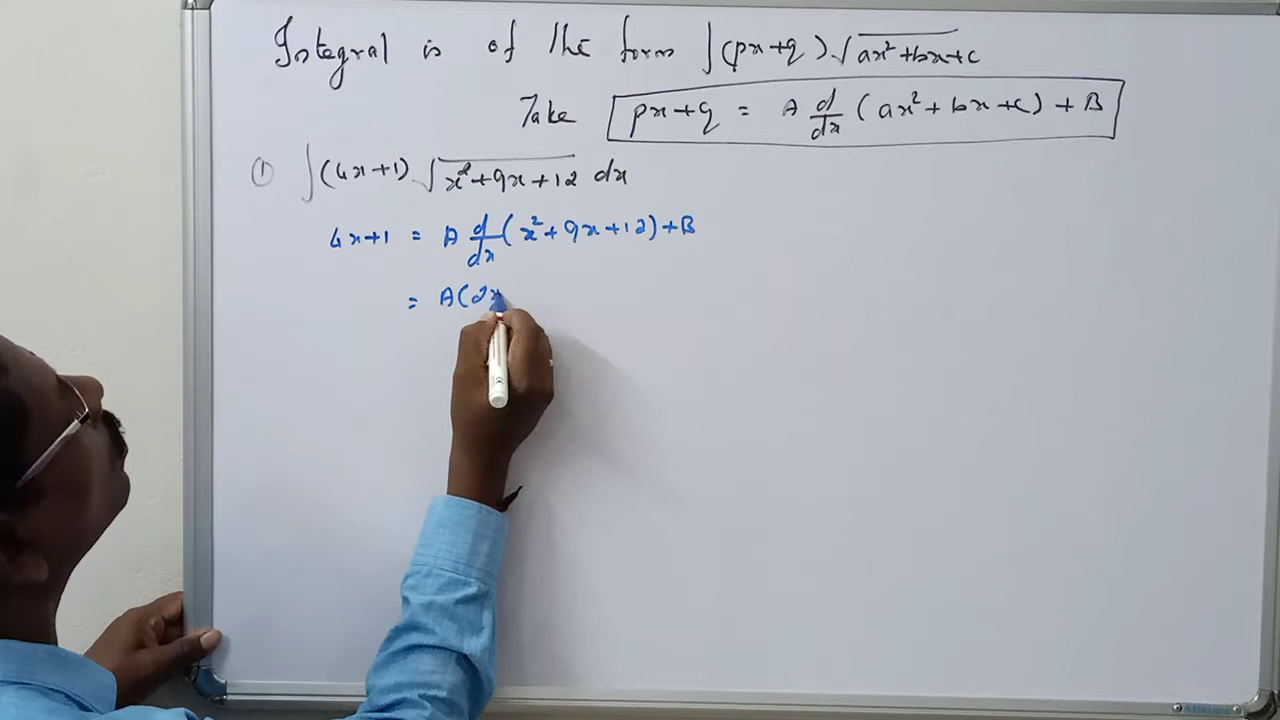 Integral is of the form ∫(px+q)√ax²+bx+c
Take px+q = A d/dx (ax²+bx+c)+B
① ∫(4x+1)√x²+9x+12 dx
4x+1 = A d/dx (x²+9x+12)+B
= A(2x